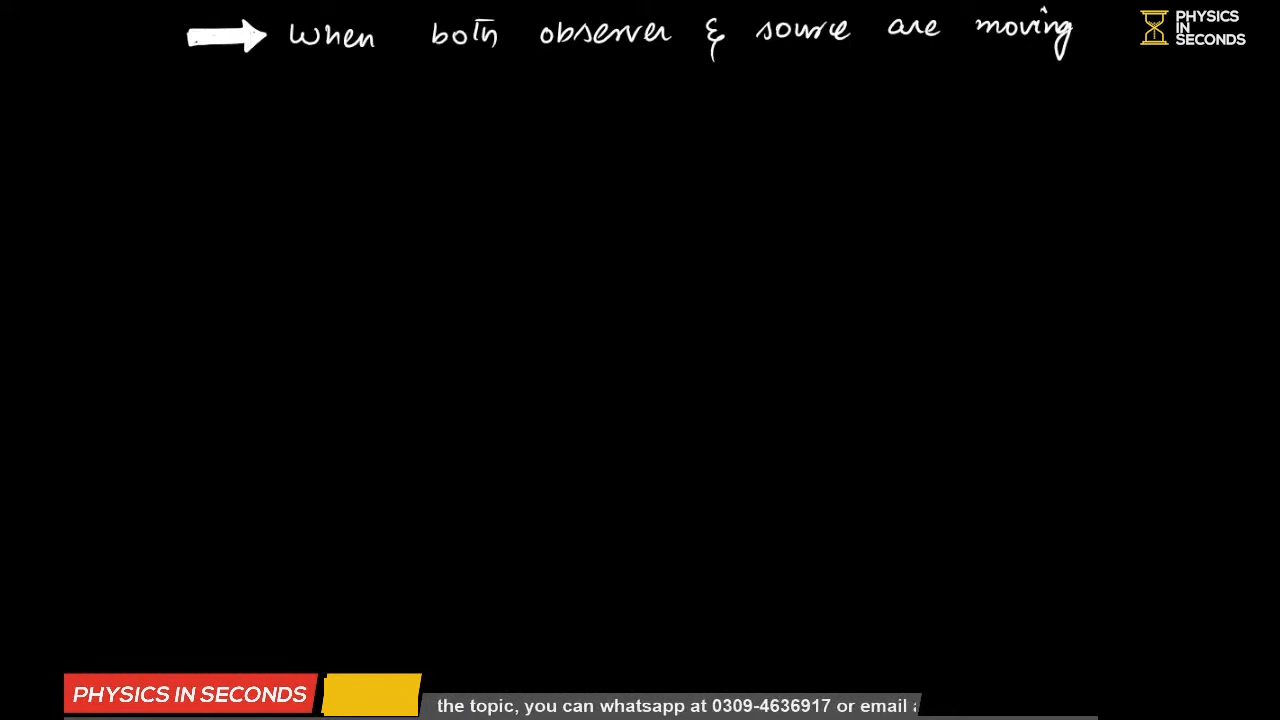 When both observer & source are moving
PHYSICS
IN
SECONDS
PHYSICS IN SECONDS
the topic, you can whatsapp at 0309-4636917 or email